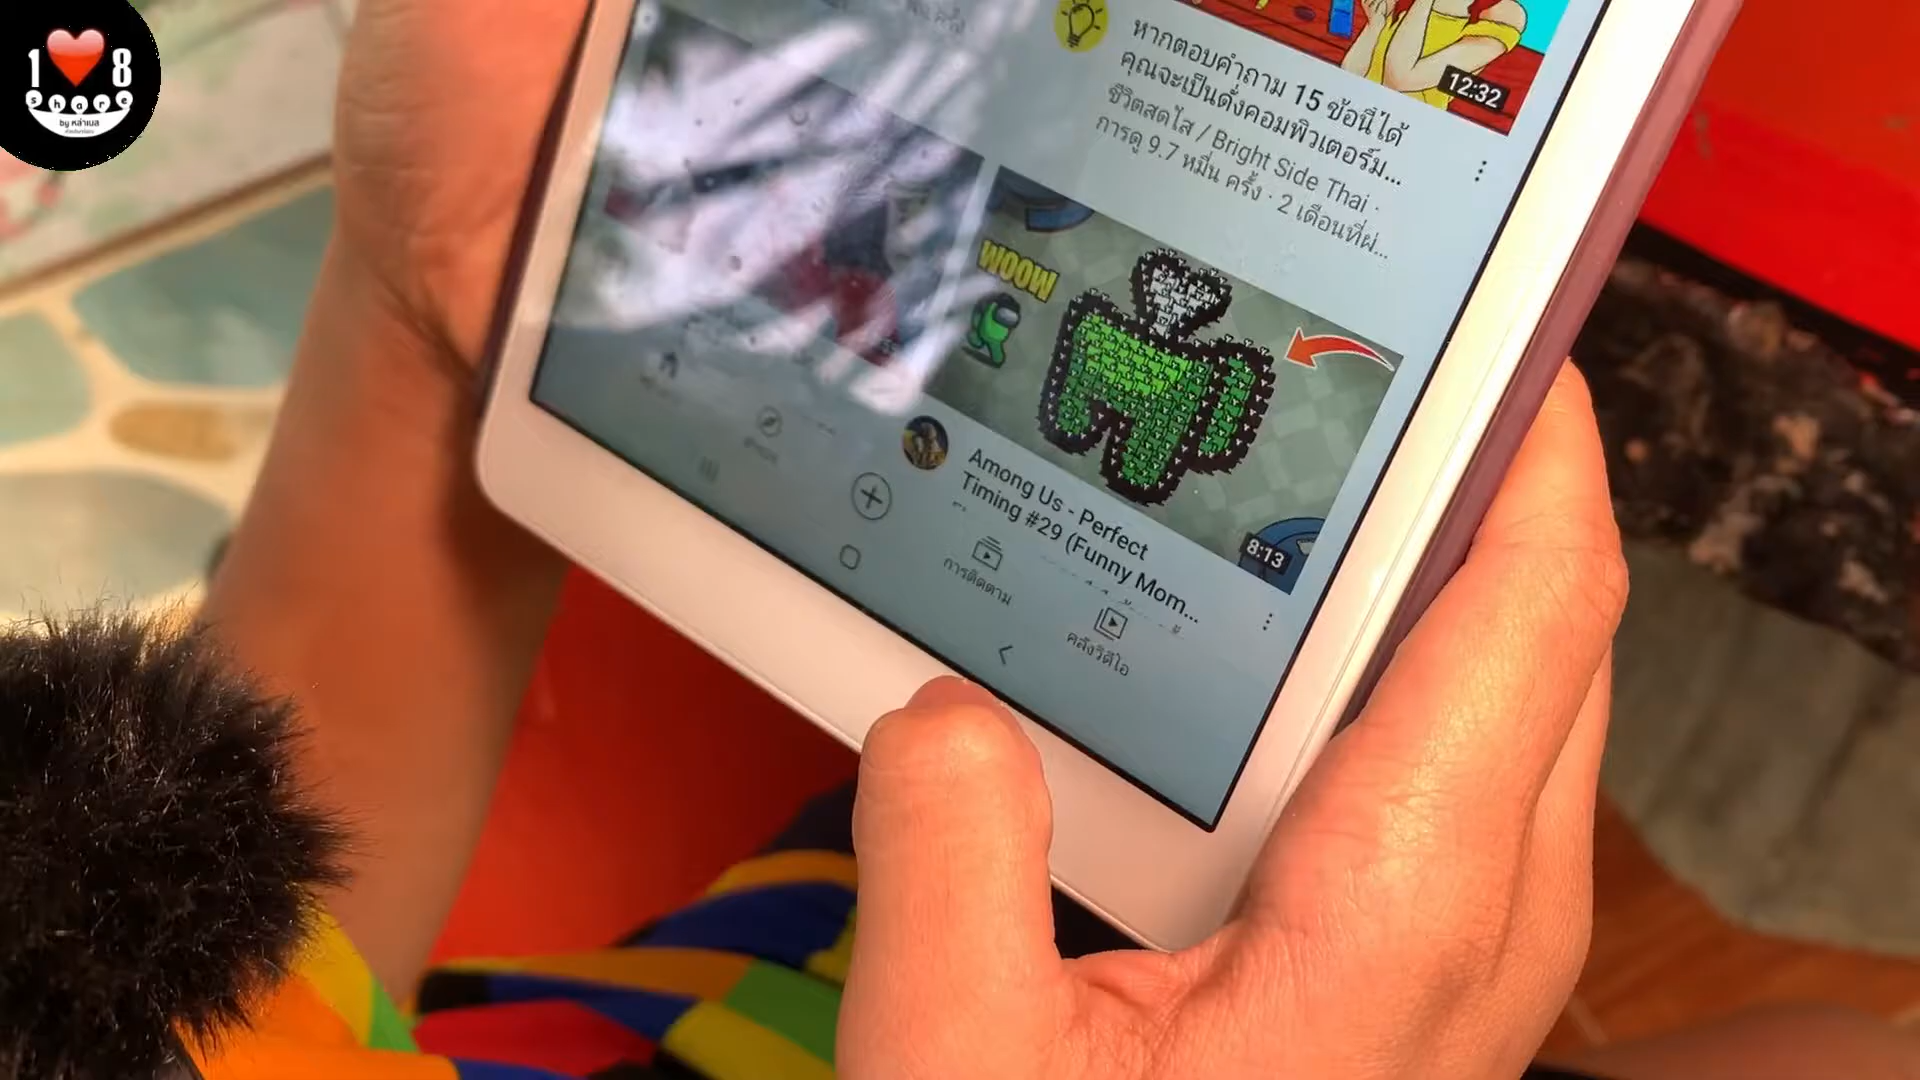 1 8
share
by หล่าเบส
12:32
หากตอบคำถาม 15 ข้อนี้ได้
คุณจะเป็นดั่งคอมพิวเตอร์ม...
ชีวิตสดใส / Bright Side Thai ·
การดู 9.7 หมื่น ครั้ง · 2 เดือนที่ผ่...
WOOM
8:13
Among Us - Perfect
Timing #29 (Funny Mom...
การติดตาม
คลังวิดีโอ